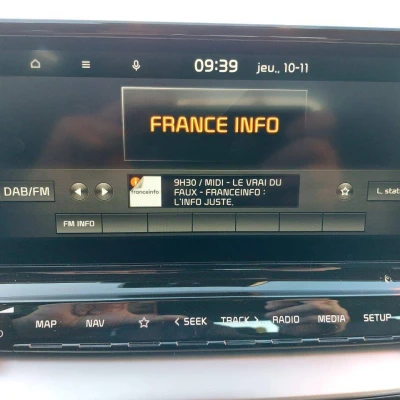 09:39 jeu., 10-11
FRANCE INFO
DAB/FM
franceinfo
9H30 / MIDI - LE VRAI DU
FAUX - FRANCEINFO :
L'INFO JUSTE.
L. stat
FM INFO
MAP NAV < SEEK TRACK > RADIO MEDIA SETUP